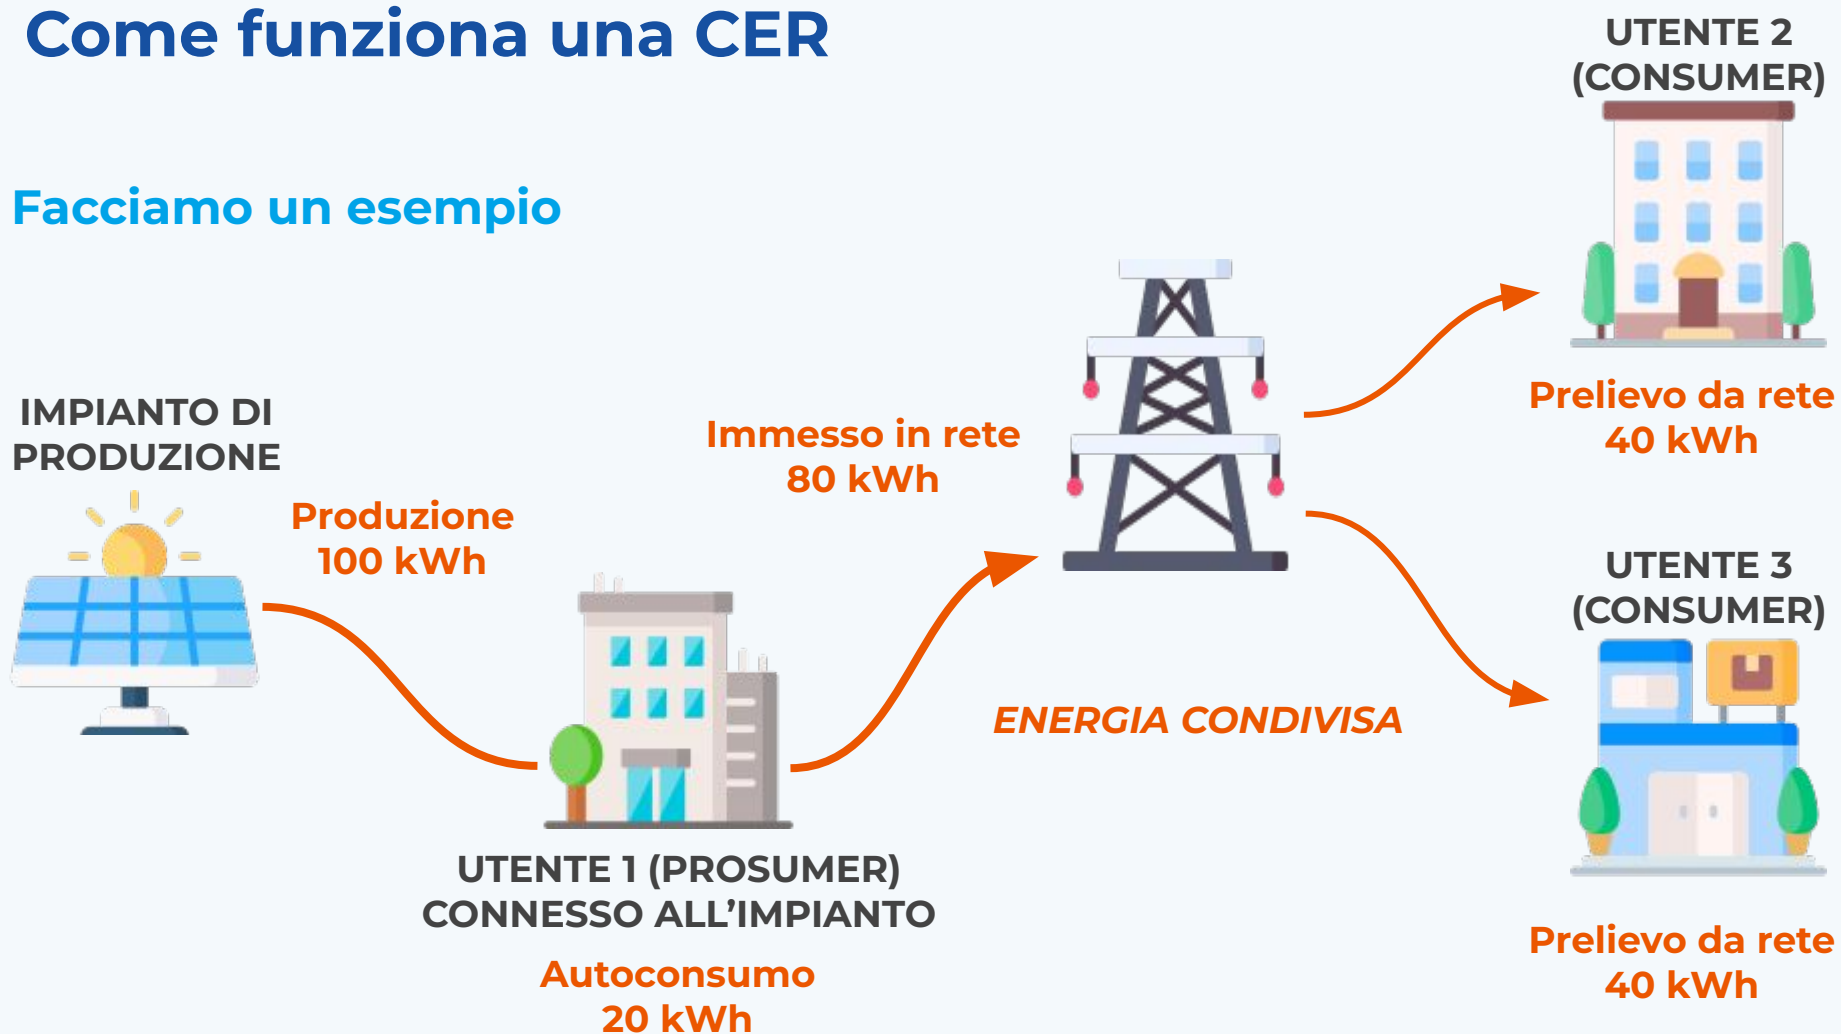 Come funziona una CER
Facciamo un esempio
IMPIANTO DI
PRODUZIONE
Produzione
100 kWh
UTENTE 1 (PROSUMER)
CONNESSO ALL’IMPIANTO
Autoconsumo
20 kWh
Immesso in rete
80 kWh
ENERGIA CONDIVISA
UTENTE 2
(CONSUMER)
Prelievo da rete
40 kWh
UTENTE 3
(CONSUMER)
Prelievo da rete
40 kWh